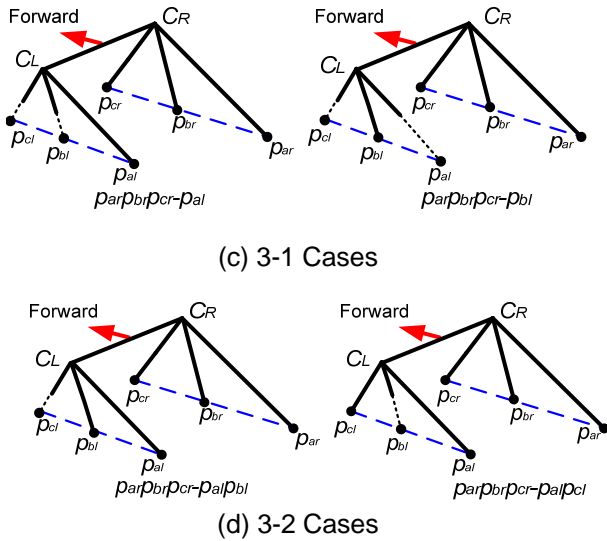 Forward CR Forward CR
CL CL
pcr pbr pcr pbr
pcl pbl par pcl pbl par
pal pal
parpbrpcr-pal parpbrpcr-pbl
(c) 3-1 Cases
Forward CR Forward CR
CL CL
pcr pbr pcr pbr
pcl pbl par pcl pbl par
pal pal
parpbrpcr-palpbl parpbrpcr-palpcl
(d) 3-2 Cases